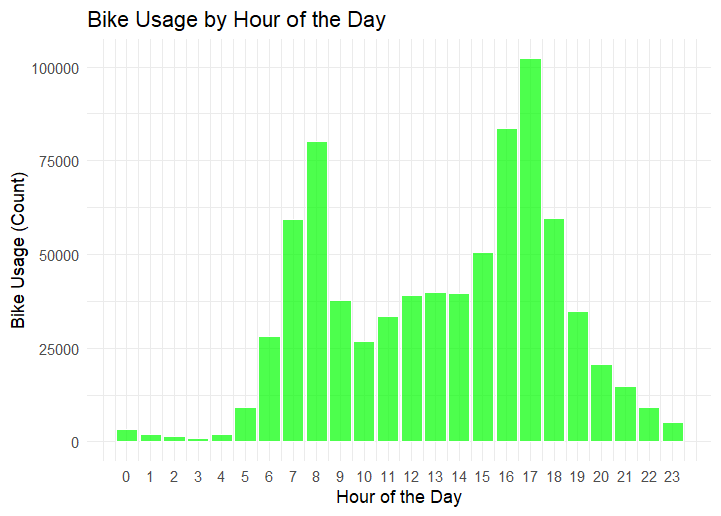 Bike Usage by Hour of the Day
100000
75000
50000
25000
0
Bike Usage (Count)
0 1 2 3 4 5 6 7 8 9 10 11 12 13 14 15 16 17 18 19 20 21 22 23
Hour of the Day